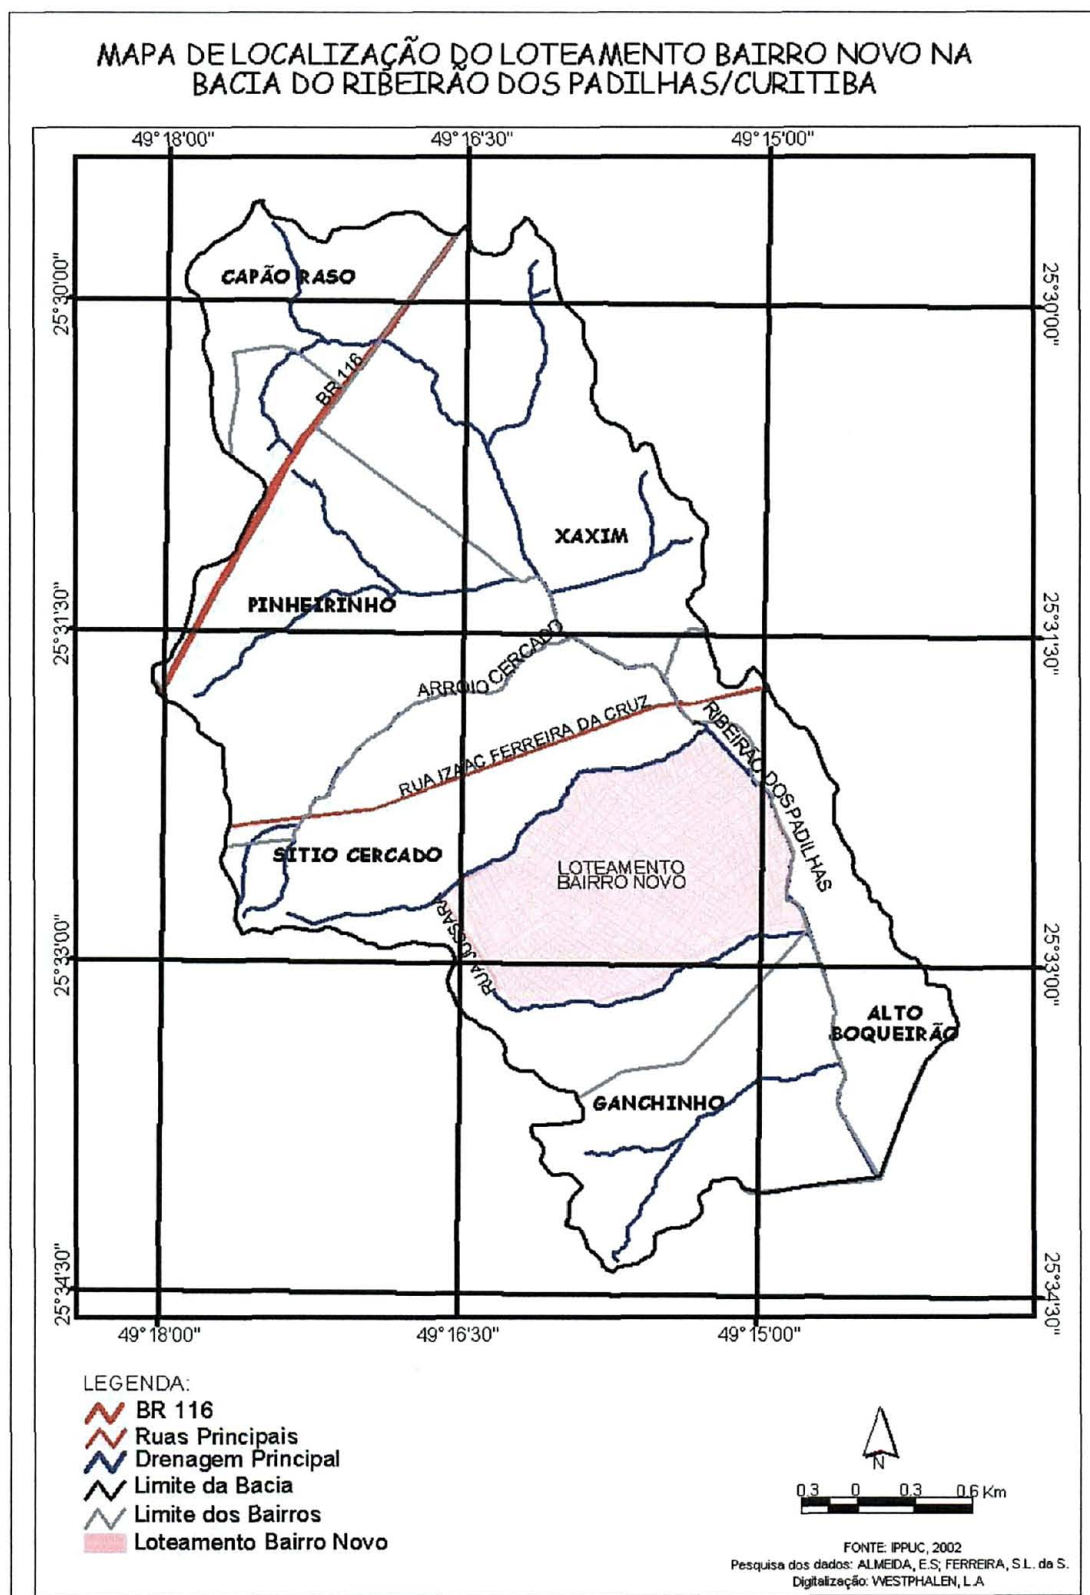 MAPA DE LOCALIZAÇÃO DO LOTEAMENTO BAIRRO NOVO NA
BACIA DO RIBEIRÃO DOS PADILHAS/CURITIBA
49°18'00"
49°16'30"
49°15'00"
CAPÃO RASO
25°30'00"
25°30'00"
BR 116
XAXIM
PINHEIRINHO
25°31'30"
25°31'30"
ARROIO CERCADO
RUA IZAAC FERREIRA DA CRUZ
RIBEIRÃO DOS PADILHAS
SÍTIO CERCADO
LOTEAMENTO
BAIRRO NOVO
RUA JUSSARA
25°33'00"
25°33'00"
ALTO
BOQUEIRÃO
GANCHINHO
25°34'30"
25°34'30"
49°18'00"
49°16'30"
49°15'00"
LEGENDA:
BR 116
Ruas Principais
Drenagem Principal
Limite da Bacia
Limite dos Bairros
Loteamento Bairro Novo
N
0.3 0 0.3 0.6 Km
FONTE: IPPUC, 2002
Pesquisa dos dados: ALMEIDA, E.S; FERREIRA, S.L. da S.
Digitalização: WESTPHALEN, L.A